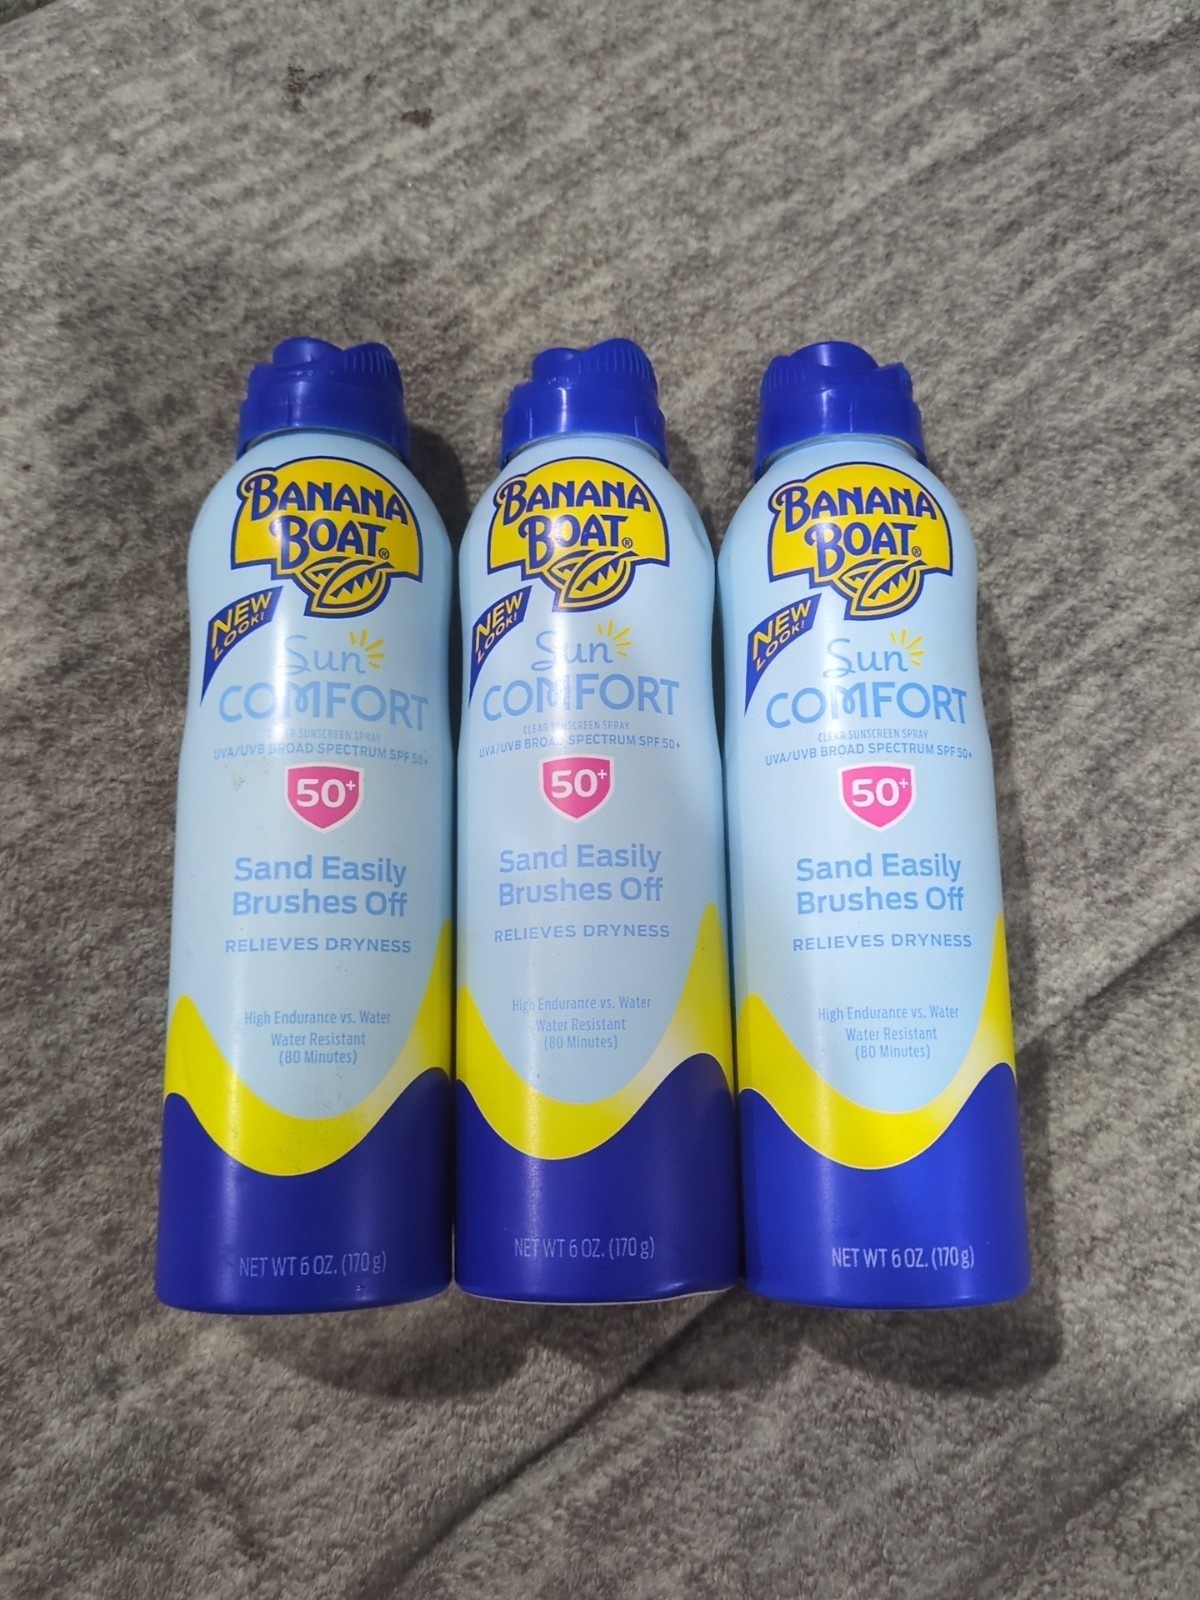 BANANA
BOAT®
NEW
LOOK!
Sun
COMFORT
SUNSCREEN SPRAY
UVA/UVB BROAD SPECTRUM SPF 50+
50+
Sand Easily
Brushes Off
RELIEVES DRYNESS
High Endurance vs. Water
Water Resistant
(80 Minutes)
NET WT 6 OZ. (170 g)
BANANA
BOAT®
NEW
LOOK!
Sun
COMFORT
CLEAR SUNSCREEN SPRAY
UVA/UVB BROAD SPECTRUM SPF 50+
50+
Sand Easily
Brushes Off
RELIEVES DRYNESS
High Endurance vs. Water
Water Resistant
(80 Minutes)
NET WT 6 OZ. (170 g)
BANANA
BOAT®
NEW
LOOK!
Sun
COMFORT
CLEAR SUNSCREEN SPRAY
UVA/UVB BROAD SPECTRUM SPF 50+
50+
Sand Easily
Brushes Off
RELIEVES DRYNESS
High Endurance vs. Water
Water Resistant
(80 Minutes)
NET WT 6 OZ. (170 g)